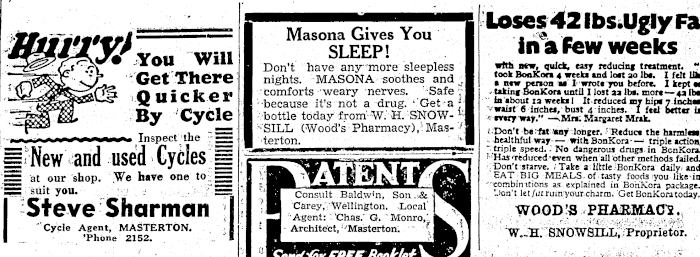 Hurry!
You Will
Get There
Quicker
By Cycle
Inspect the
New and used Cycles
at our shop. We have one to
suit you.
Steve Sharman
Cycle Agent, MASTERTON.
'Phone 2152.
Masona Gives You
SLEEP!
Don't have any more sleepless
nights. MASONA soothes and
comforts weary nerves. Safe
because it's not a drug. Get a
bottle today from W. H. SNOW-
SILL (Wood's Pharmacy), Mas-
terton.
PATENTS
Consult Baldwin, Son &
Carey, Wellington. Local
Agent: Chas. G. Monro,
Architect, Masterton.
Send for FREE Booklet
Loses 42 lbs. Ugly Fa
in a few weeks
with new, quick, easy reducing treatment. "
took BonKora 4 weeks and lost 20 lbs. I felt lik
a new person as I wrote you before. I kept o
taking BonKora until I lost 22 lbs. more—42 lbs
in about 12 weeks! It reduced my hips 7 inches
waist 6 inches, bust 4 inches. I feel better i
every way."—Mrs. Margaret Mrak.
Don't be fat any longer. Reduce the harmless
healthful way — with BonKora — triple action
triple speed. No dangerous drugs in BonKora
Has reduced even when all other methods failed.
Don't starve. Take a little BonKora daily and
EAT BIG MEALS of tasty foods you like in
combinations as explained in BonKora package.
Don't let fat ruin your charm. Get BonKora today.
WOOD'S PHARMACY.
W. H. SNOWSILL, Proprietor.